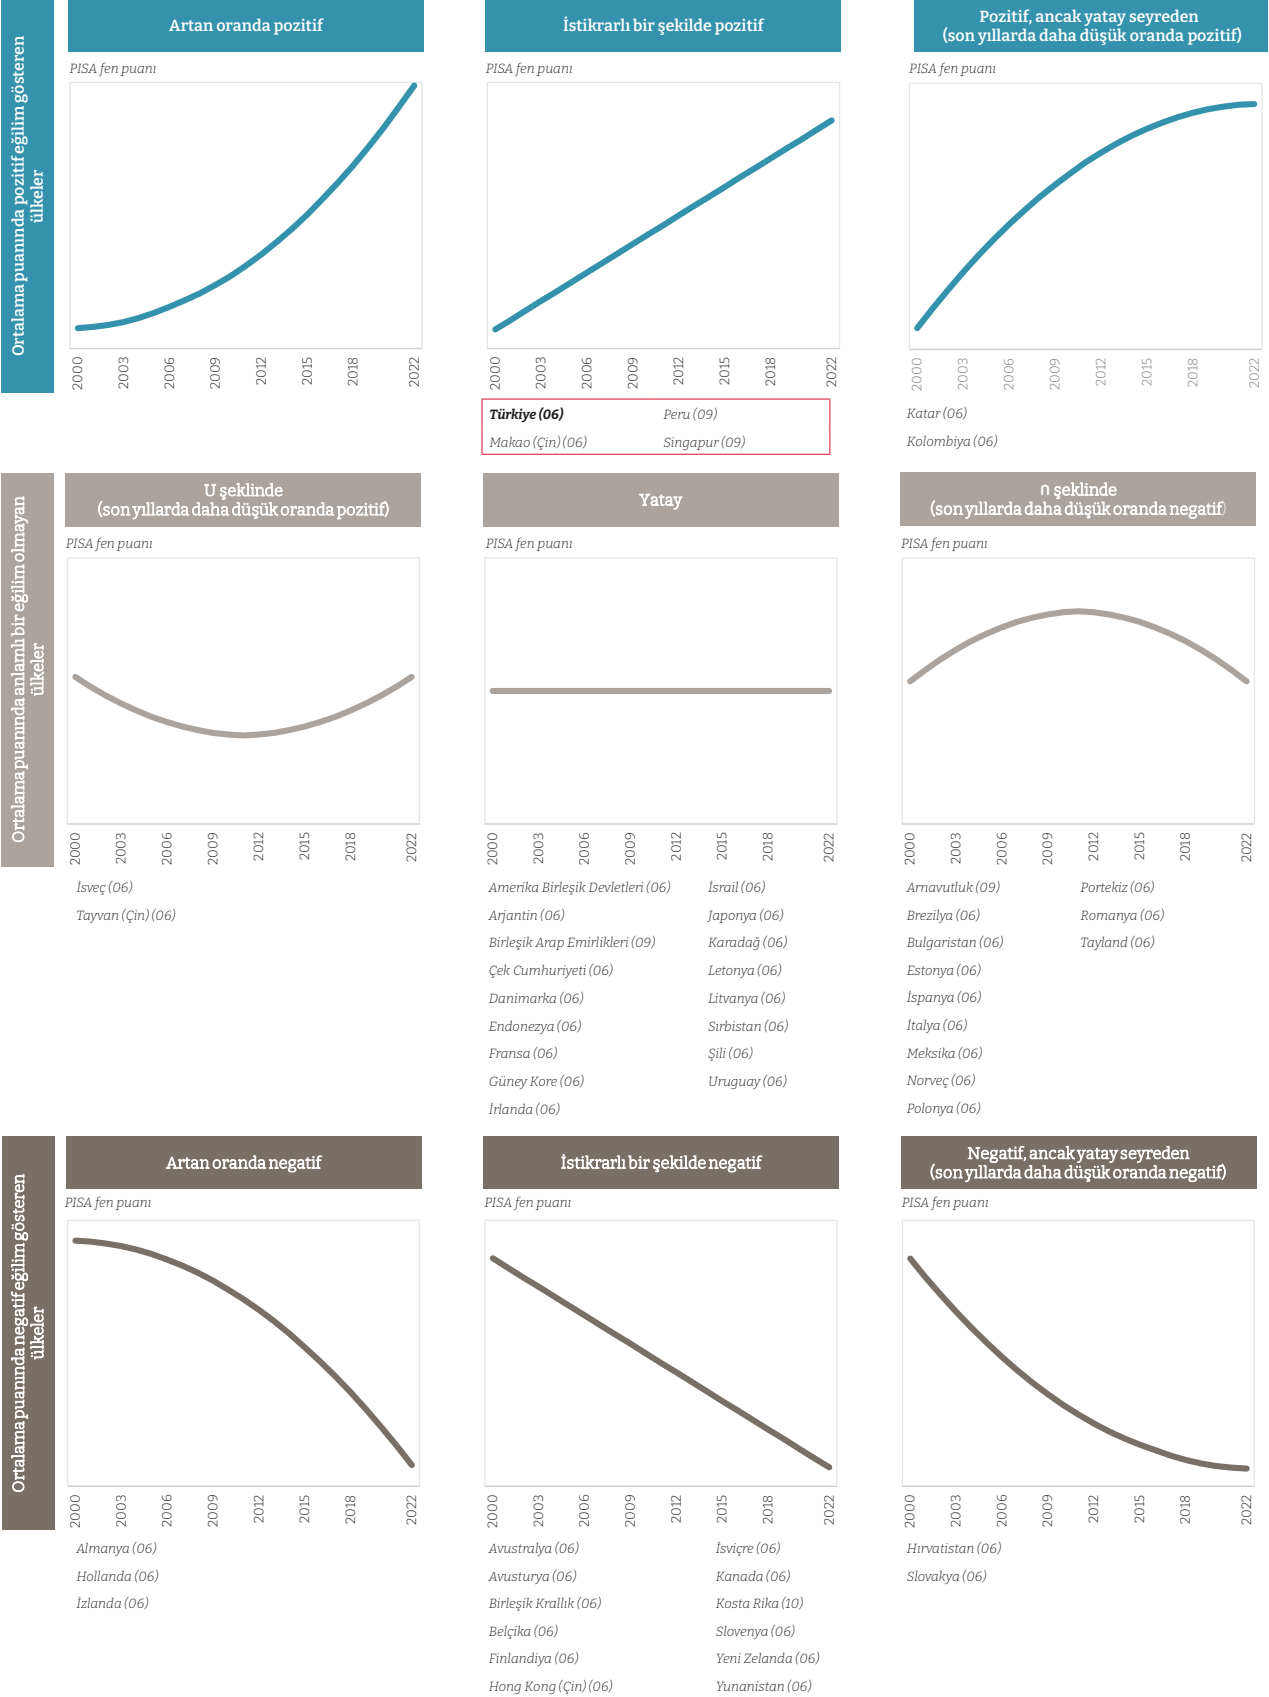 Ortalama puanında pozitif eğilim gösteren
ülkeler
Artan oranda pozitif
PISA fen puanı
2000 2003 2006 2009 2012 2015 2018 2022
İstikrarlı bir şekilde pozitif
PISA fen puanı
2000 2003 2006 2009 2012 2015 2018 2022
Türkiye (06) Peru (09)
Makao (Çin) (06) Singapur (09)
Pozitif, ancak yatay seyreden
(son yıllarda daha düşük oranda pozitif)
PISA fen puanı
2000 2003 2006 2009 2012 2015 2018 2022
Katar (06)
Kolombiya (06)
Ortalama puanında anlamlı bir eğilim olmayan
ülkeler
U şeklinde
(son yıllarda daha düşük oranda pozitif)
PISA fen puanı
2000 2003 2006 2009 2012 2015 2018 2022
İsveç (06)
Tayvan (Çin) (06)
Yatay
PISA fen puanı
2000 2003 2006 2009 2012 2015 2018 2022
Amerika Birleşik Devletleri (06) İsrail (06)
Arjantin (06) Japonya (06)
Birleşik Arap Emirlikleri (09) Karadağ (06)
Çek Cumhuriyeti (06) Letonya (06)
Danimarka (06) Litvanya (06)
Endonezya (06) Sırbistan (06)
Fransa (06) Şili (06)
Güney Kore (06) Uruguay (06)
İrlanda (06)
∩ şeklinde
(son yıllarda daha düşük oranda negatif)
PISA fen puanı
2000 2003 2006 2009 2012 2015 2018 2022
Arnavutluk (09) Portekiz (06)
Brezilya (06) Romanya (06)
Bulgaristan (06) Tayland (06)
Estonya (06)
İspanya (06)
İtalya (06)
Meksika (06)
Norveç (06)
Polonya (06)
Ortalama puanında negatif eğilim gösteren
ülkeler
Artan oranda negatif
PISA fen puanı
2000 2003 2006 2009 2012 2015 2018 2022
Almanya (06)
Hollanda (06)
İzlanda (06)
İstikrarlı bir şekilde negatif
PISA fen puanı
2000 2003 2006 2009 2012 2015 2018 2022
Avustralya (06) İsviçre (06)
Avusturya (06) Kanada (06)
Birleşik Krallık (06) Kosta Rika (10)
Belçika (06) Slovenya (06)
Finlandiya (06) Yeni Zelanda (06)
Hong Kong (Çin) (06) Yunanistan (06)
Negatif, ancak yatay seyreden
(son yıllarda daha düşük oranda negatif)
PISA fen puanı
2000 2003 2006 2009 2012 2015 2018 2022
Hırvatistan (06)
Slovakya (06)